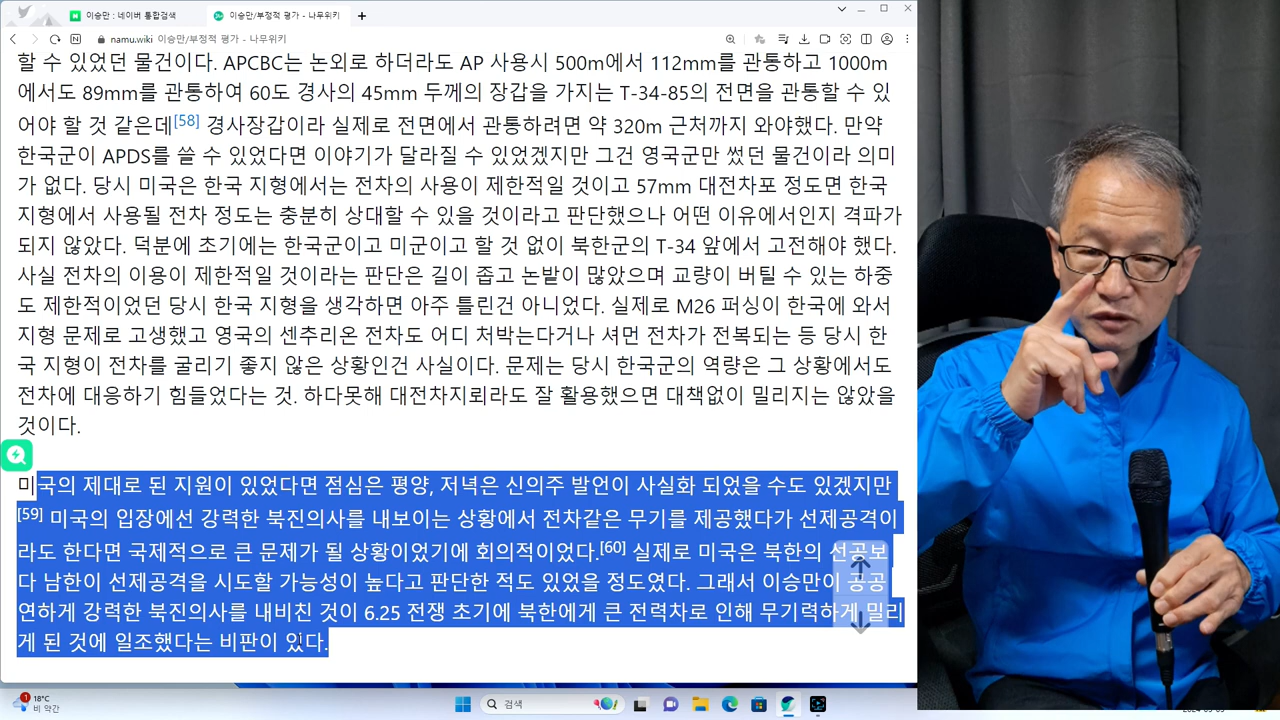 이승만 : 네이버 통합검색
이승만/부정적 평가 - 나무위키
namu.wiki 이승만/부정적 평가 - 나무위키
할 수 있었던 물건이다. APCBC는 논외로 하더라도 AP 사용시 500m에서 112mm를 관통하고 1000m
에서도 89mm를 관통하여 60도 경사의 45mm 두께의 장갑을 가지는 T-34-85의 전면을 관통할 수 있
어야 할 것 같은데[58] 경사장갑이라 실제로 전면에서 관통하려면 약 320m 근처까지 와야했다. 만약
한국군이 APDS를 쓸 수 있었다면 이야기가 달라질 수 있었겠지만 그건 영국군만 썼던 물건이라 의미
가 없다. 당시 미국은 한국 지형에서는 전차의 사용이 제한적일 것이고 57mm 대전차포 정도면 한국
지형에서 사용될 전차 정도는 충분히 상대할 수 있을 것이라고 판단했으나 어떤 이유에서인지 격파가
되지 않았다. 덕분에 초기에는 한국군이고 미군이고 할 것 없이 북한군의 T-34 앞에서 고전해야 했다.
사실 전차의 이용이 제한적일 것이라는 판단은 길이 좁고 논밭이 많았으며 교량이 버틸 수 있는 하중
도 제한적이었던 당시 한국 지형을 생각하면 아주 틀린건 아니었다. 실제로 M26 퍼싱이 한국에 와서
지형 문제로 고생했고 영국의 센추리온 전차도 어디 처박는다거나 셔먼 전차가 전복되는 등 당시 한
국 지형이 전차를 굴리기 좋지 않은 상황인건 사실이다. 문제는 당시 한국군의 역량은 그 상황에서도
전차에 대응하기 힘들었다는 것. 하다못해 대전차지뢰라도 잘 활용했으면 대책없이 밀리지는 않았을
것이다.
미국의 제대로 된 지원이 있었다면 점심은 평양, 저녁은 신의주 발언이 사실화 되었을 수도 있겠지만
[59] 미국의 입장에선 강력한 북진의사를 내보이는 상황에서 전차같은 무기를 제공했다가 선제공격이
라도 한다면 국제적으로 큰 문제가 될 상황이었기에 회의적이었다.[60] 실제로 미국은 북한의 선공보
다 남한이 선제공격을 시도할 가능성이 높다고 판단한 적도 있었을 정도였다. 그래서 이승만이 공공
연하게 강력한 북진의사를 내비친 것이 6.25 전쟁 초기에 북한에게 큰 전력차로 인해 무기력하게 밀리
게 된 것에 일조했다는 비판이 있다.
1
18°C
비 약간
검색